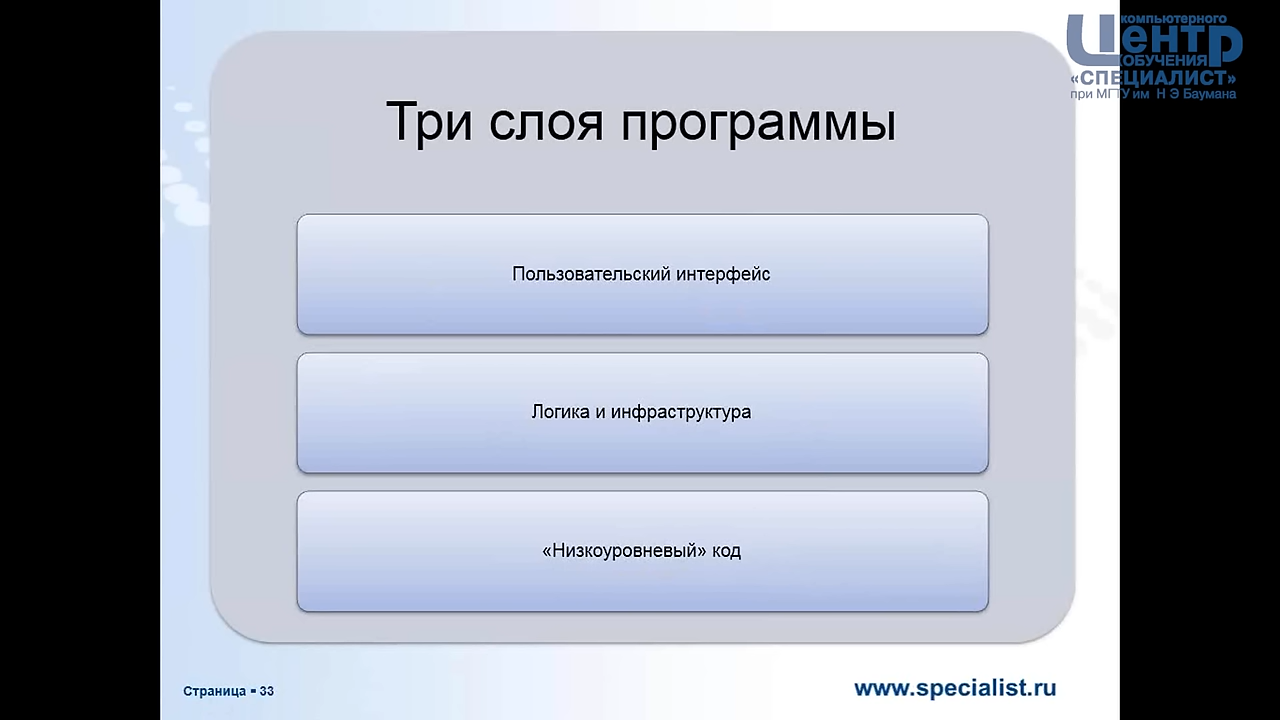 компьютерного
Центр
ОБУЧЕНИЯ
«СПЕЦИАЛИСТ»
при МГТУ им Н Э Баумана
Три слоя программы
Пользовательский интерфейс
Логика и инфраструктура
«Низкоуровневый» код
Страница ▪ 33
www.specialist.ru